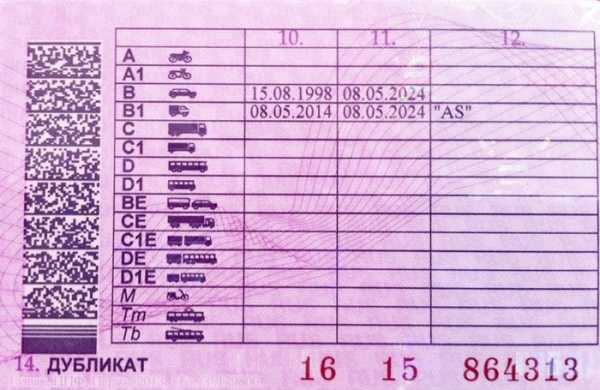 10. 11. 12.
A
A1
B 15.08.1998 08.05.2024
B1 08.05.2014 08.05.2024 "AS"
C
C1
D
D1
BE
CE
C1E
DE
D1E
M
Tm
Tb
14. ДУБЛИКАТ 16 15 864313